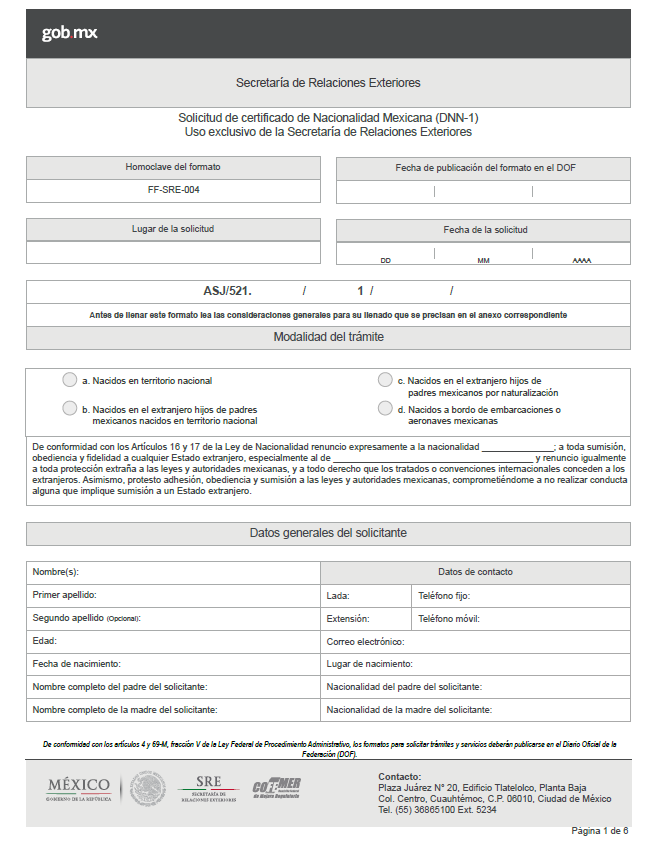 gob.mx
Secretaría de Relaciones Exteriores
Solicitud de certificado de Nacionalidad Mexicana (DNN-1)
Uso exclusivo de la Secretaría de Relaciones Exteriores
Homoclave del formato
FF-SRE-004
Fecha de publicación del formato en el DOF
Lugar de la solicitud
Fecha de la solicitud
DD MM AAAA
ASJ/521. / 1 / /
Antes de llenar este formato lea las consideraciones generales para su llenado que se precisan en el anexo correspondiente
Modalidad del trámite
a. Nacidos en territorio nacional
b. Nacidos en el extranjero hijos de padres
mexicanos nacidos en territorio nacional
c. Nacidos en el extranjero hijos de
padres mexicanos por naturalización
d. Nacidos a bordo de embarcaciones o
aeronaves mexicanas
De conformidad con los Artículos 16 y 17 de la Ley de Nacionalidad renuncio expresamente a la nacionalidad ______________; a toda sumisión,
obediencia y fidelidad a cualquier Estado extranjero, especialmente al de ________________________________________ y renuncio igualmente
a toda protección extraña a las leyes y autoridades mexicanas, y a todo derecho que los tratados o convenciones internacionales conceden a los
extranjeros. Asimismo, protesto adhesión, obediencia y sumisión a las leyes y autoridades mexicanas, comprometiéndome a no realizar conducta
alguna que implique sumisión a un Estado extranjero.
Datos generales del solicitante
Nombre(s):
Datos de contacto
Primer apellido:
Lada:
Teléfono fijo:
Segundo apellido (Opcional):
Extensión:
Teléfono móvil:
Edad:
Correo electrónico:
Fecha de nacimiento:
Lugar de nacimiento:
Nombre completo del padre del solicitante:
Nacionalidad del padre del solicitante:
Nombre completo de la madre del solicitante:
Nacionalidad de la madre del solicitante:
De conformidad con los artículos 4 y 69-M, fracción V de la Ley Federal de Procedimiento Administrativo, los formatos para solicitar trámites y servicios deberán publicarse en el Diario Oficial de la
Federación (DOF).
MÉXICO
GOBIERNO DE LA REPÚBLICA
SRE
SECRETARÍA DE
RELACIONES EXTERIORES
COFEMER
de Mejora Regulatoria
Contacto:
Plaza Juárez N° 20, Edificio Tlatelolco, Planta Baja
Col. Centro, Cuauhtémoc, C.P. 06010, Ciudad de México
Tel. (55) 36865100 Ext. 5234
Página 1 de 6